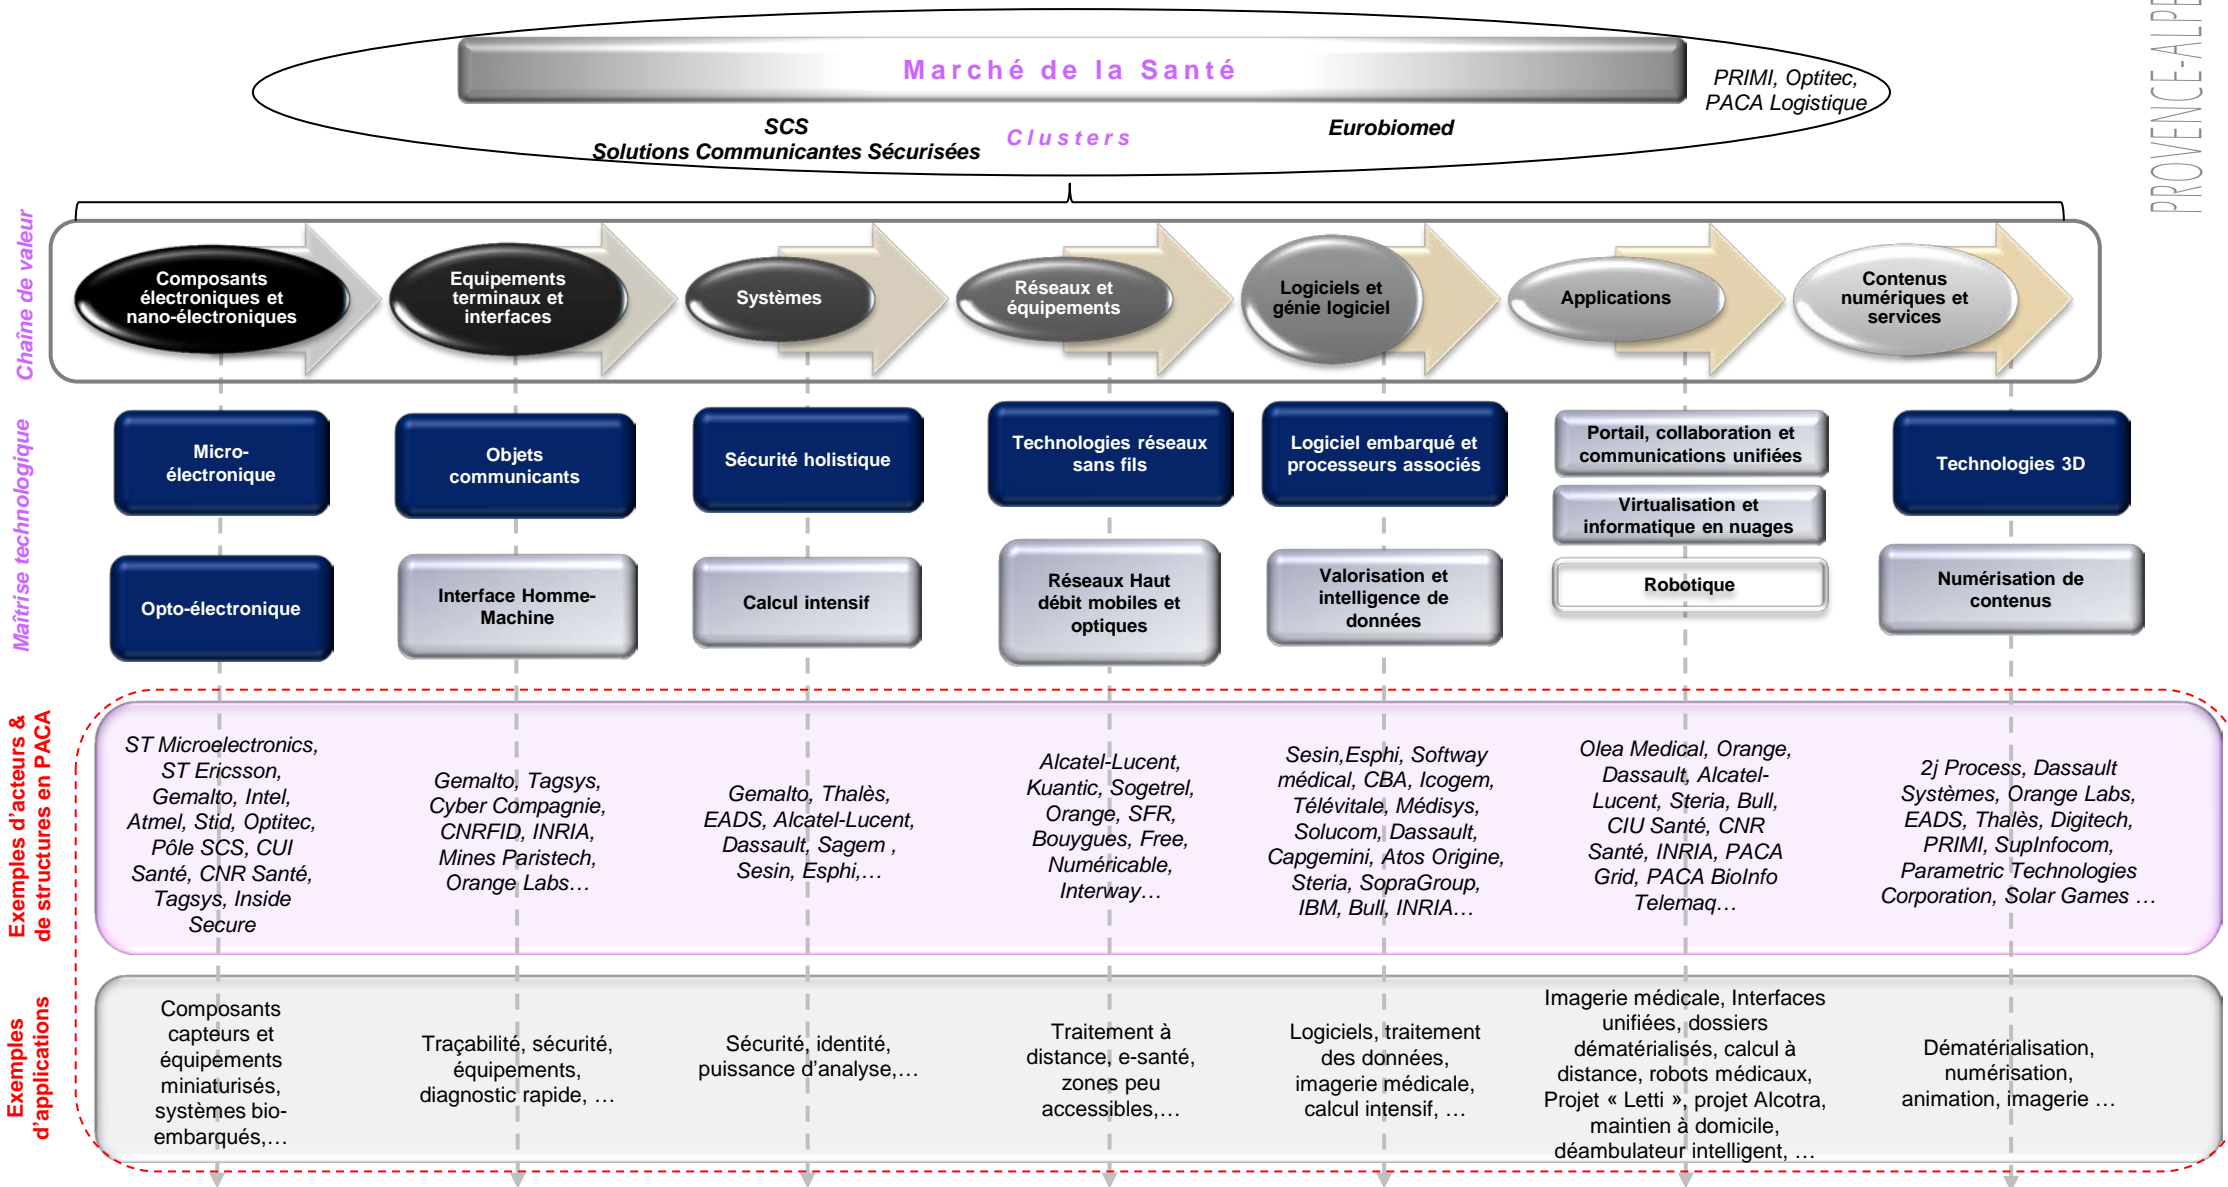 PROVENCE-ALPE
Marché de la Santé
PRIMI, Optitec,
PACA Logistique
SCS
Solutions Communicantes Sécurisées
Clusters
Eurobiomed
Chaîne de valeur
Composants
électroniques et
nano-électroniques
Equipements
terminaux et
interfaces
Systèmes
Réseaux et
équipements
Logiciels et
génie logiciel
Applications
Contenus
numériques et
services
Maîtrise technologique
Micro-
électronique
Objets
communicants
Sécurité holistique
Technologies réseaux
sans fils
Logiciel embarqué et
processeurs associés
Portail, collaboration et
communications unifiées
Virtualisation et
informatique en nuages
Robotique
Technologies 3D
Opto-électronique
Interface Homme-
Machine
Calcul intensif
Réseaux Haut
débit mobiles et
optiques
Valorisation et
intelligence de
données
Numérisation de
contenus
Exemples d'acteurs &
de structures en PACA
ST Microelectronics,
ST Ericsson,
Gemalto, Intel,
Atmel, Stid, Optitec,
Pôle SCS, CUI
Santé, CNR Santé,
Tagsys, Inside
Secure
Gemalto, Tagsys,
Cyber Compagnie,
CNRFID, INRIA,
Mines Paristech,
Orange Labs…
Gemalto, Thalès,
EADS, Alcatel-Lucent,
Dassault, Sagem ,
Sesin, Esphi,…
Alcatel-Lucent,
Kuantic, Sogetrel,
Orange, SFR,
Bouygues, Free,
Numéricable,
Interway…
Sesin,Esphi, Softway
médical, CBA, Icogem,
Télévitale, Médisys,
Solucom, Dassault,
Capgemini, Atos Origine,
Steria, SopraGroup,
IBM, Bull, INRIA…
Olea Medical, Orange,
Dassault, Alcatel-
Lucent, Steria, Bull,
CIU Santé, CNR
Santé, INRIA, PACA
Grid, PACA BioInfo
Telemaq…
2j Process, Dassault
Systèmes, Orange Labs,
EADS, Thalès, Digitech,
PRIMI, SupInfocom,
Parametric Technologies
Corporation, Solar Games …
Exemples
d'applications
Composants
capteurs et
équipements
miniaturisés,
systèmes bio-
embarqués,…
Traçabilité, sécurité,
équipements,
diagnostic rapide, …
Sécurité, identité,
puissance d'analyse,…
Traitement à
distance, e-santé,
zones peu
accessibles,…
Logiciels, traitement
des données,
imagerie médicale,
calcul intensif, …
Imagerie médicale, Interfaces
unifiées, dossiers
dématérialisés, calcul à
distance, robots médicaux,
Projet « Letti », projet Alcotra,
maintien à domicile,
déambulateur intelligent, …
Dématérialisation,
numérisation,
animation, imagerie …